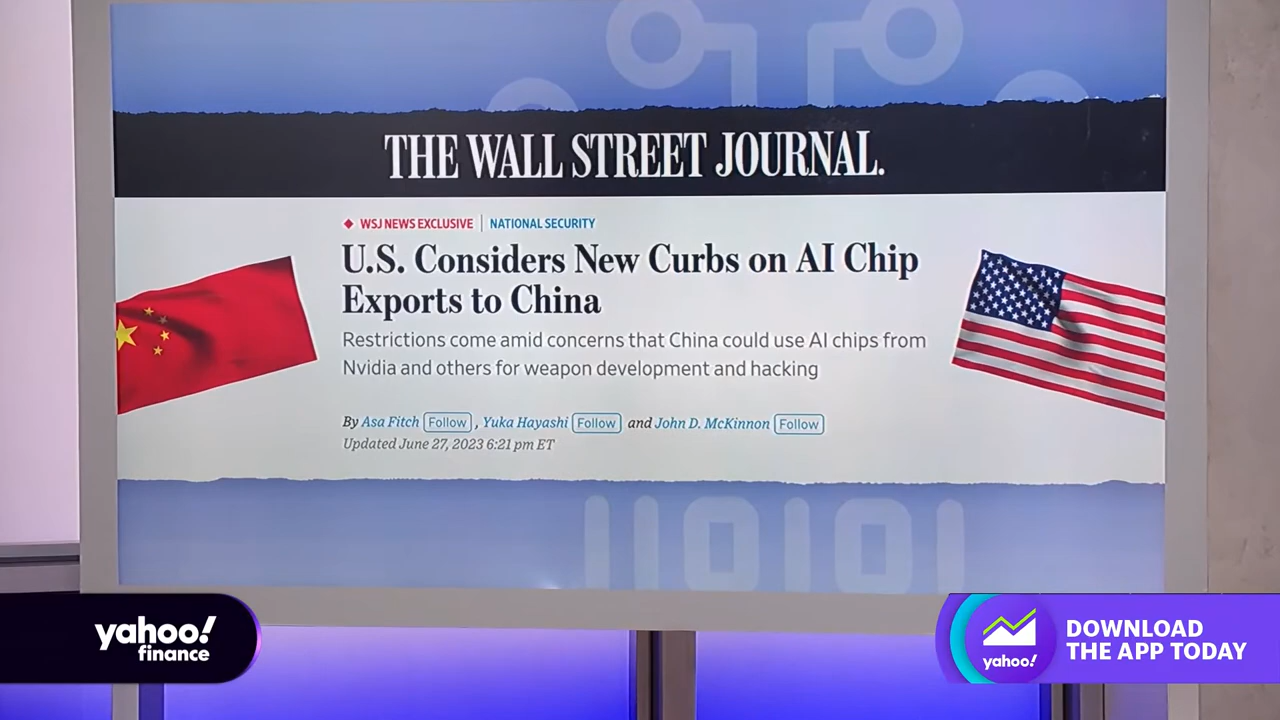 THE WALL STREET JOURNAL.
WSJ NEWS EXCLUSIVE | NATIONAL SECURITY
U.S. Considers New Curbs on AI Chip
Exports to China
Restrictions come amid concerns that China could use AI chips from
Nvidia and others for weapon development and hacking
By Asa Fitch Follow , Yuka Hayashi Follow and John D. McKinnon Follow
Updated June 27, 2023 6:21 pm ET
10101
yahoo!
finance
yahoo!
DOWNLOAD
THE APP TODAY